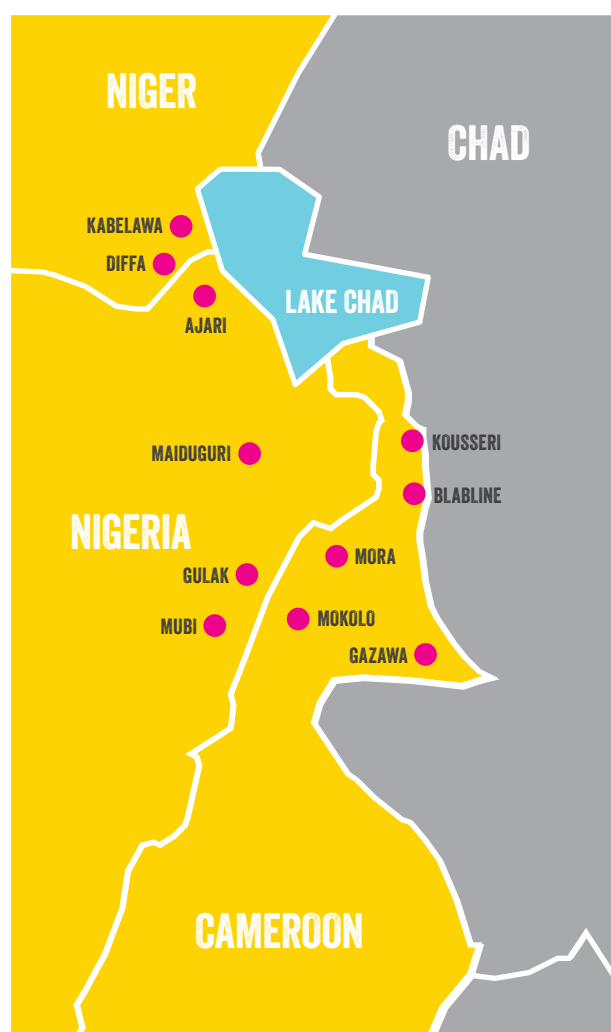 NIGER
CHAD
KABELAWA
DIFFA
LAKE CHAD
AJARI
KOUSSERI
MAIDUGURI
BLABLINE
NIGERIA
MORA
GULAK
MOKOLO
MUBI
GAZAWA
CAMEROON